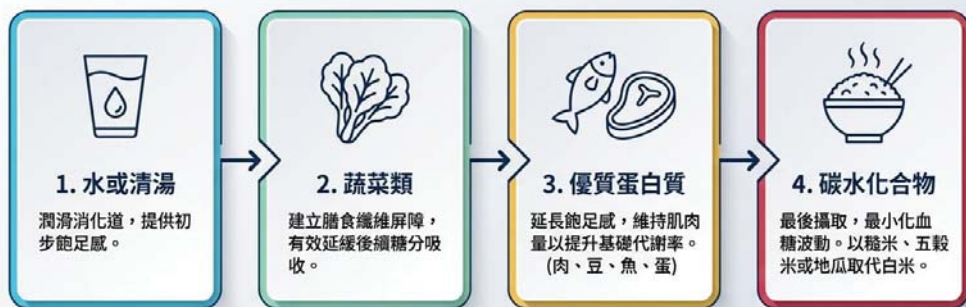 1. 水或清湯
潤滑消化道，提供初
步飽足感。
2. 蔬菜類
建立膳食纖維屏障，
有效延緩後續糖分吸
收。
3. 優質蛋白質
延長飽足感，維持肌肉
量以提升基礎代謝率。
(肉、豆、魚、蛋)
4. 碳水化合物
最後攝取，最小化血
糖波動。以糙米、五穀
米或地瓜取代白米。